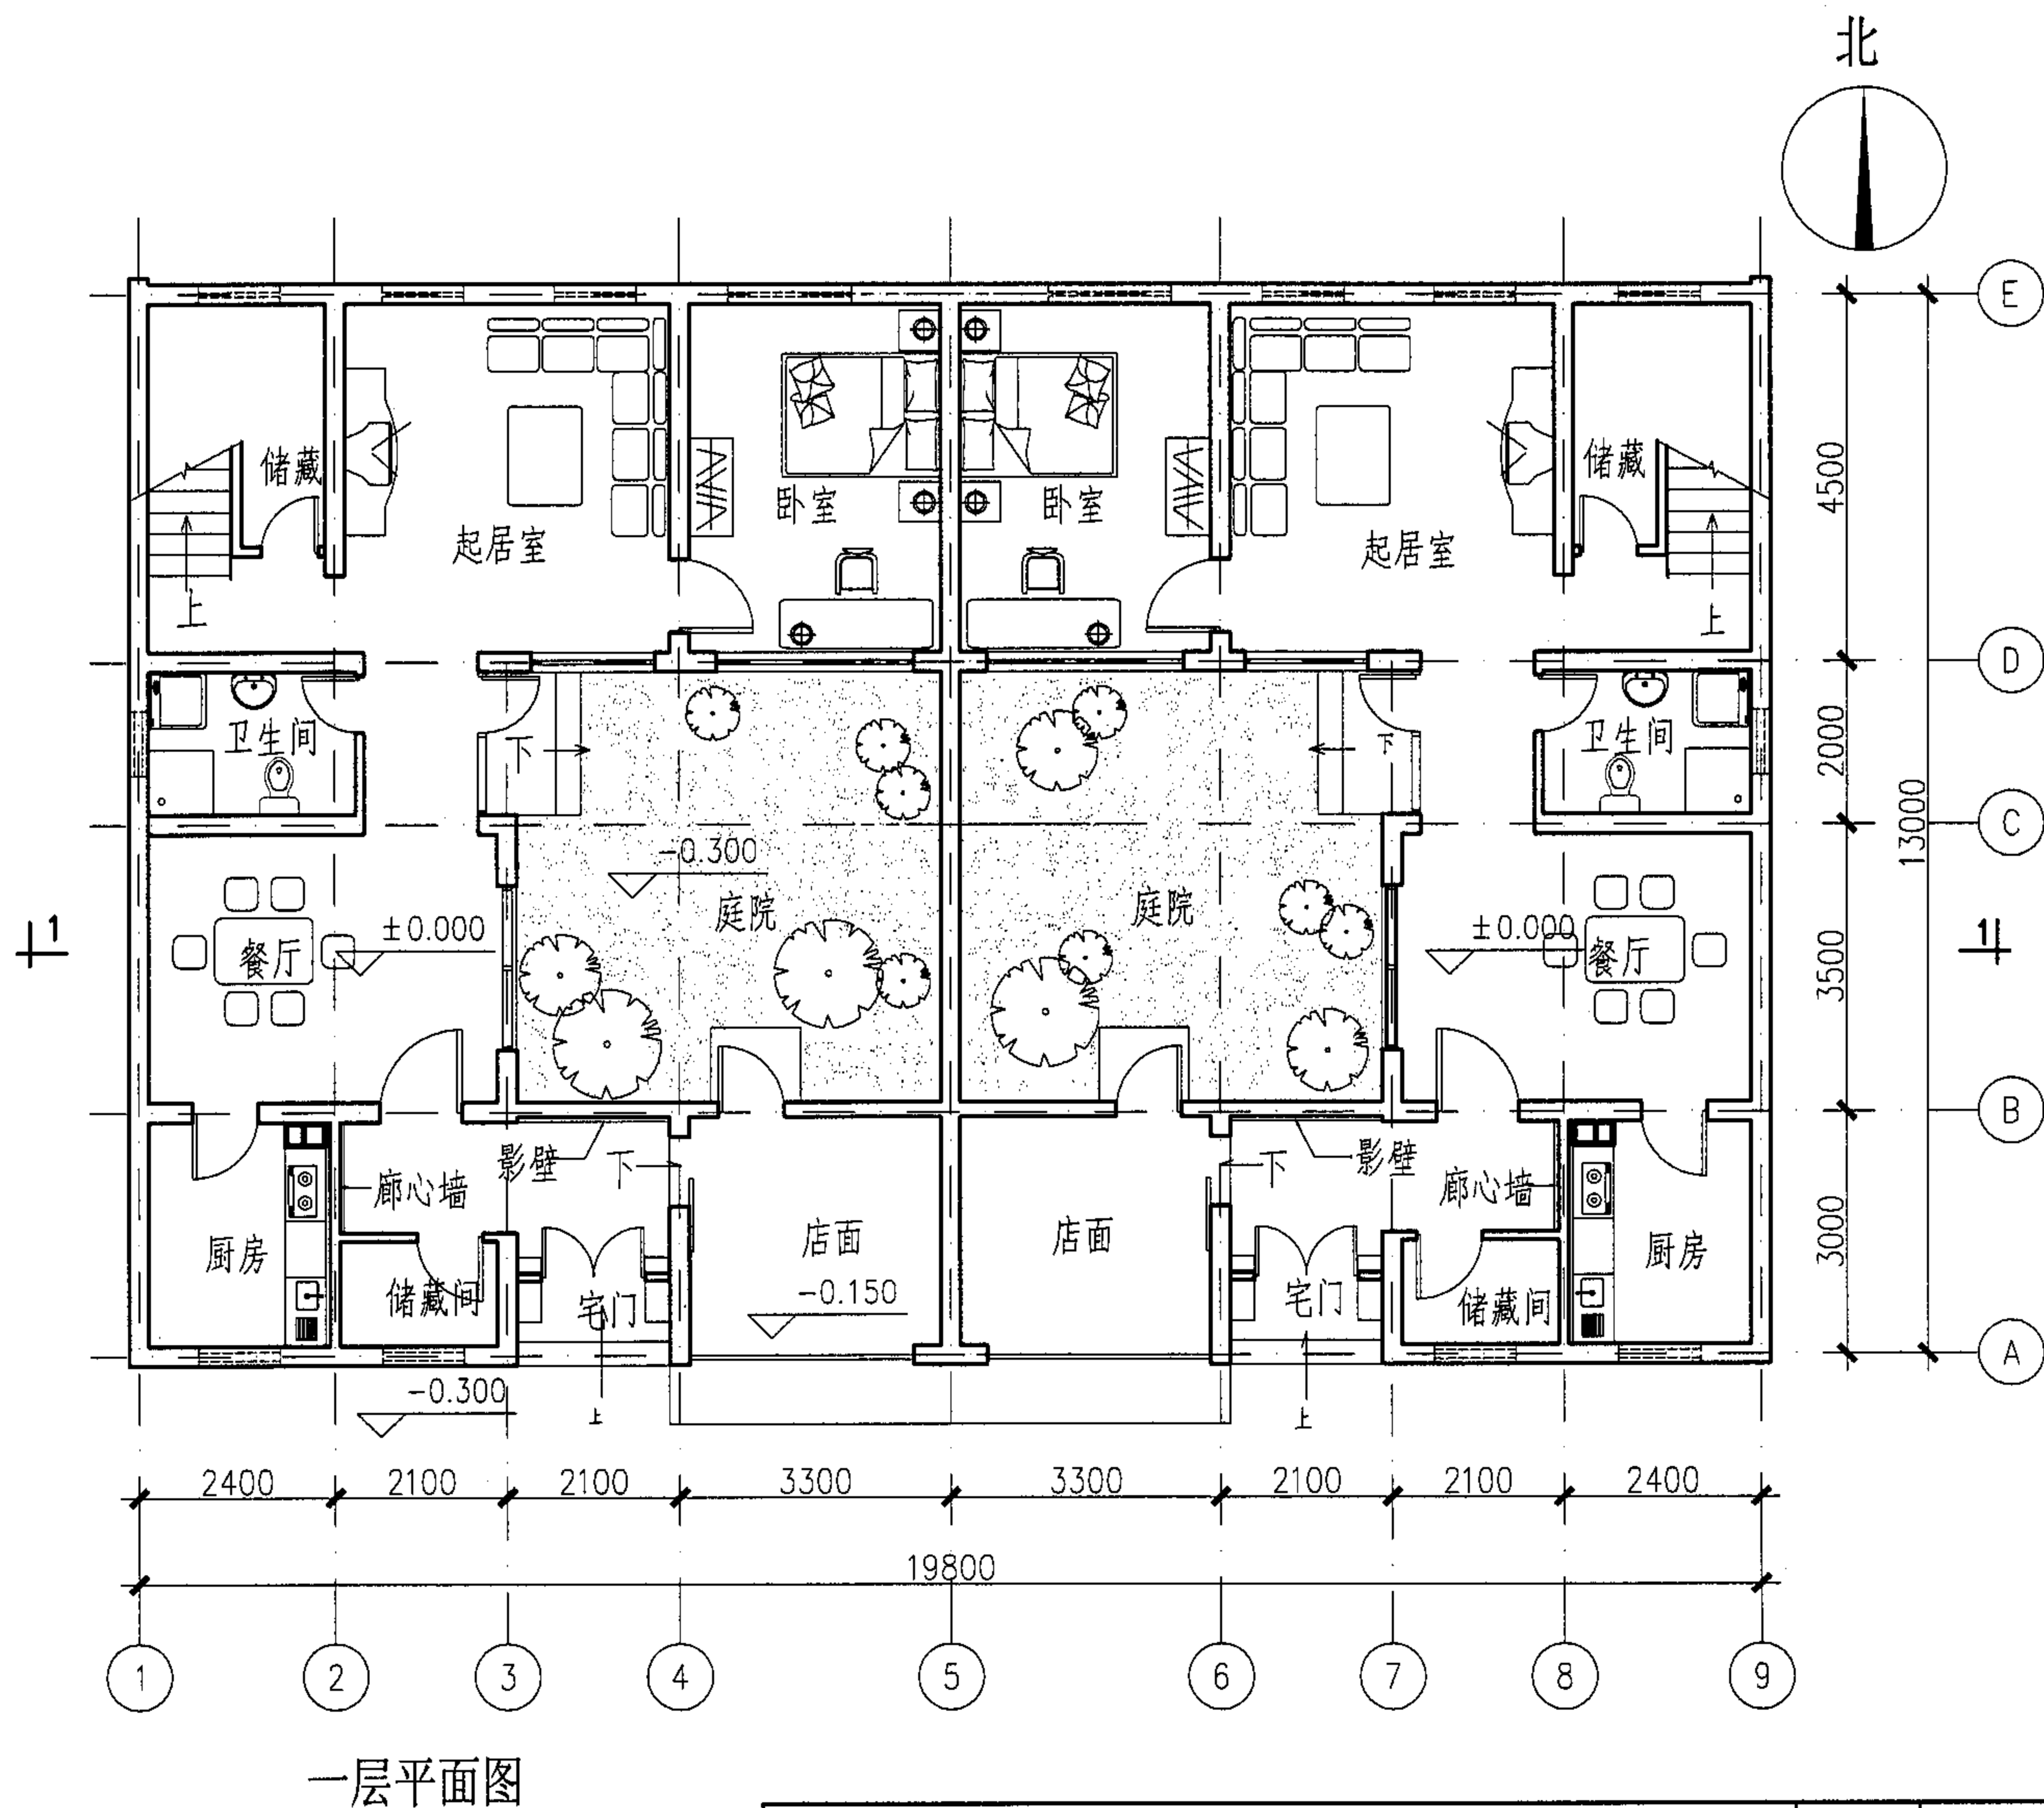 北
E
储藏
储藏
卧室
卧室
4500
起居室
起居室
上
上
D
卫生间
卫生间
下
下
2000
C
13000
-0.300
庭院
庭院
1
±0.000
±0.000
1
餐厅
餐厅
3500
B
影壁
下
下
影壁
廊心墙
廊心墙
厨房
店面
店面
厨房
3000
储藏间
宅门
-0.150
宅门
储藏间
A
-0.300
上
上
2400
2100
2100
3300
3300
2100
2100
2400
19800
1
2
3
4
5
6
7
8
9
一层平面图